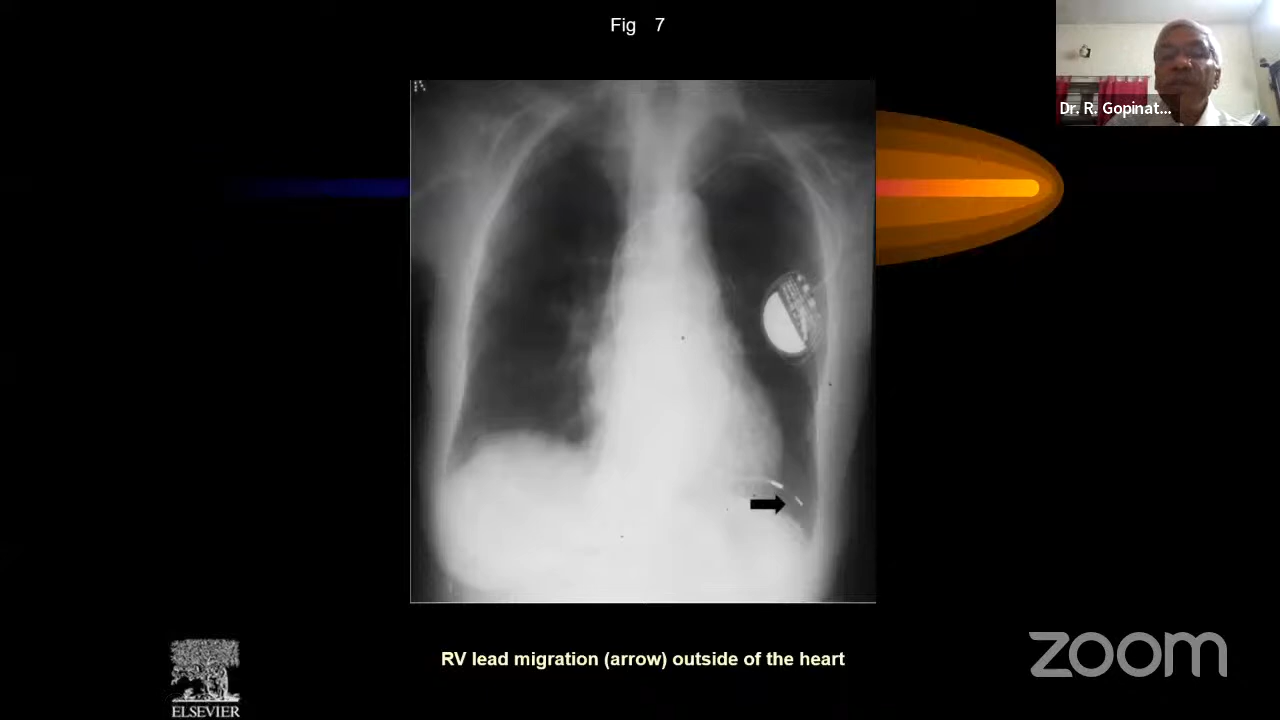 Fig 7
R
Dr. R. Gopinat...
RV lead migration (arrow) outside of the heart
ELSEVIER
zoom